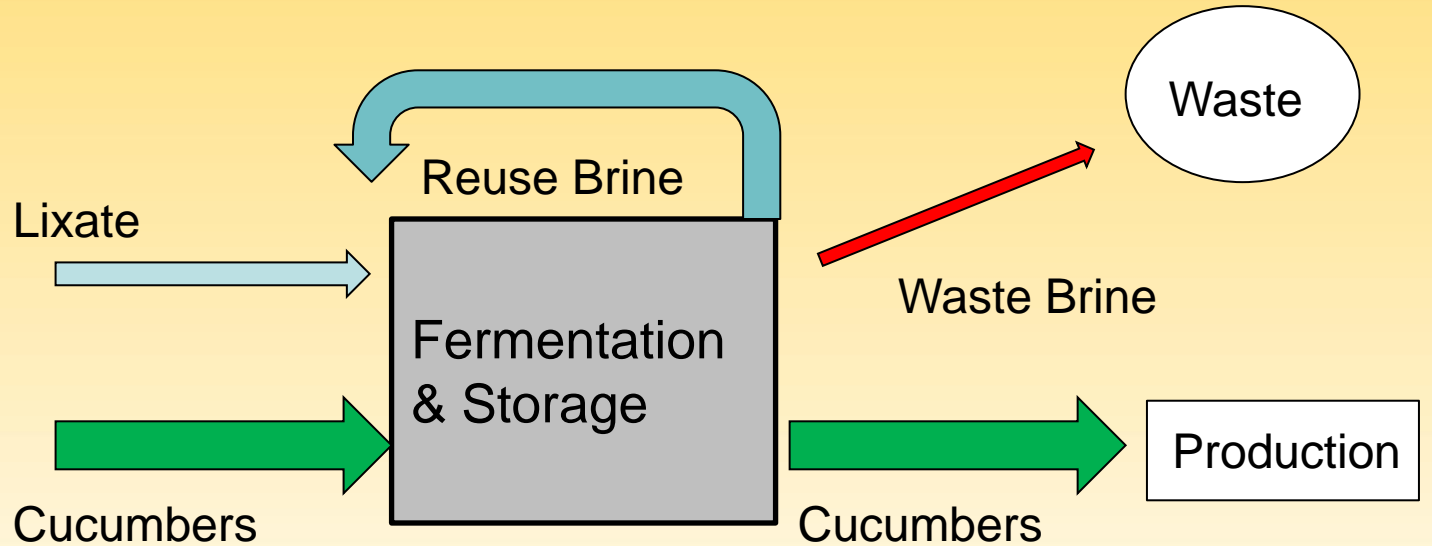 Waste
Reuse Brine
Lixate
Waste Brine
Fermentation
& Storage
Production
Cucumbers
Cucumbers